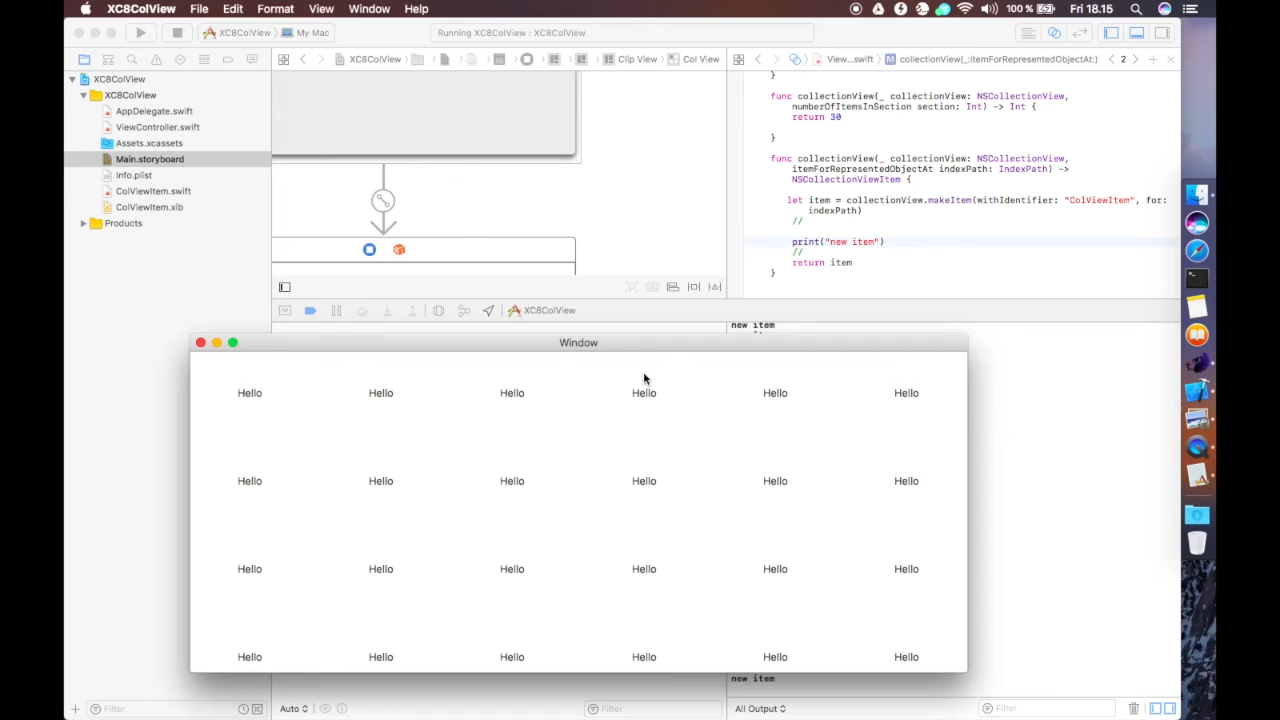 XC8ColView File Edit Format View Window Help 100 % Fri 18.15
XC8ColView My Mac Running XCColView : XC8ColView
XC8ColView Clip View Col View View...swift collectionView(_:itemForRepresentedObjectAt:) 2
XC8ColView
XC8ColView
AppDelegate.swift
ViewController.swift
Assets.xcassets
Main.storyboard
Info.plist
ColViewItem.swift
ColViewItem.xib
Products
}
func collectionView(_ collectionView: NSCollectionView,
numberOfItemsInSection section: Int) -> Int {
return 30
}
func collectionView(_ collectionView: NSCollectionView,
itemForRepresentedObjectAt indexPath: IndexPath) ->
NSCollectionViewItem {
let item = collectionView.makeItem(withIdentifier: "ColViewItem", for:
indexPath)
//
print("new item")
//
return item
}
XC8ColView
new item
Window
Hello Hello Hello Hello Hello Hello
Hello Hello Hello Hello Hello Hello
Hello Hello Hello Hello Hello Hello
Hello Hello Hello Hello Hello Hello
new item
Filter Auto Filter All Output Filter